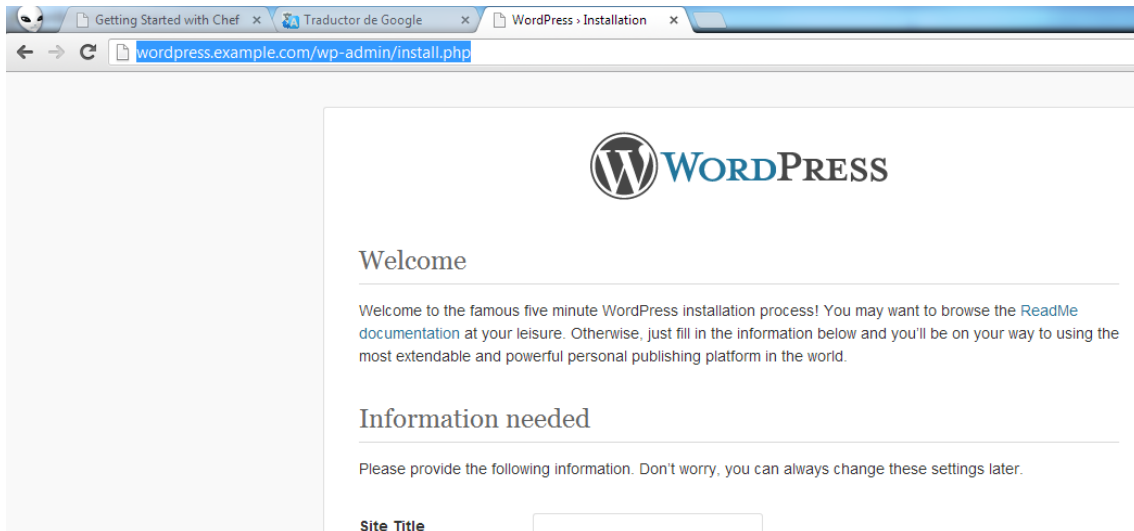 Getting Started with Chef
Traductor de Google
WordPress › Installation
wordpress.example.com/wp-admin/install.php
WORDPRESS
Welcome
Welcome to the famous five minute WordPress installation process! You may want to browse the ReadMe
documentation at your leisure. Otherwise, just fill in the information below and you'll be on your way to using the
most extendable and powerful personal publishing platform in the world.
Information needed
Please provide the following information. Don't worry, you can always change these settings later.
Site Title